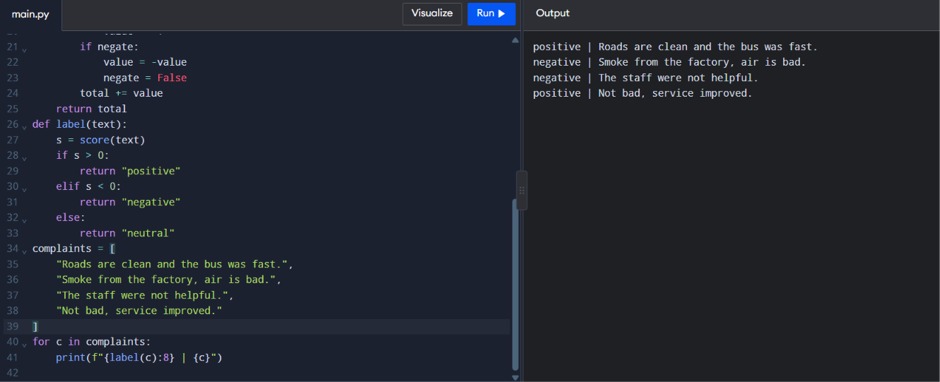 main.py
Visualize
Run
Output
21 if negate:
22 value = -value
23 negate = False
24 total += value
25 return total
26 def label(text):
27 s = score(text)
28 if s > 0:
29 return "positive"
30 elif s < 0:
31 return "negative"
32 else:
33 return "neutral"
34 complaints = [
35 "Roads are clean and the bus was fast.",
36 "Smoke from the factory, air is bad.",
37 "The staff were not helpful.",
38 "Not bad, service improved."
39 ]
40 for c in complaints:
41 print(f"{label(c):8} | {c}")
42
positive | Roads are clean and the bus was fast.
negative | Smoke from the factory, air is bad.
negative | The staff were not helpful.
positive | Not bad, service improved.